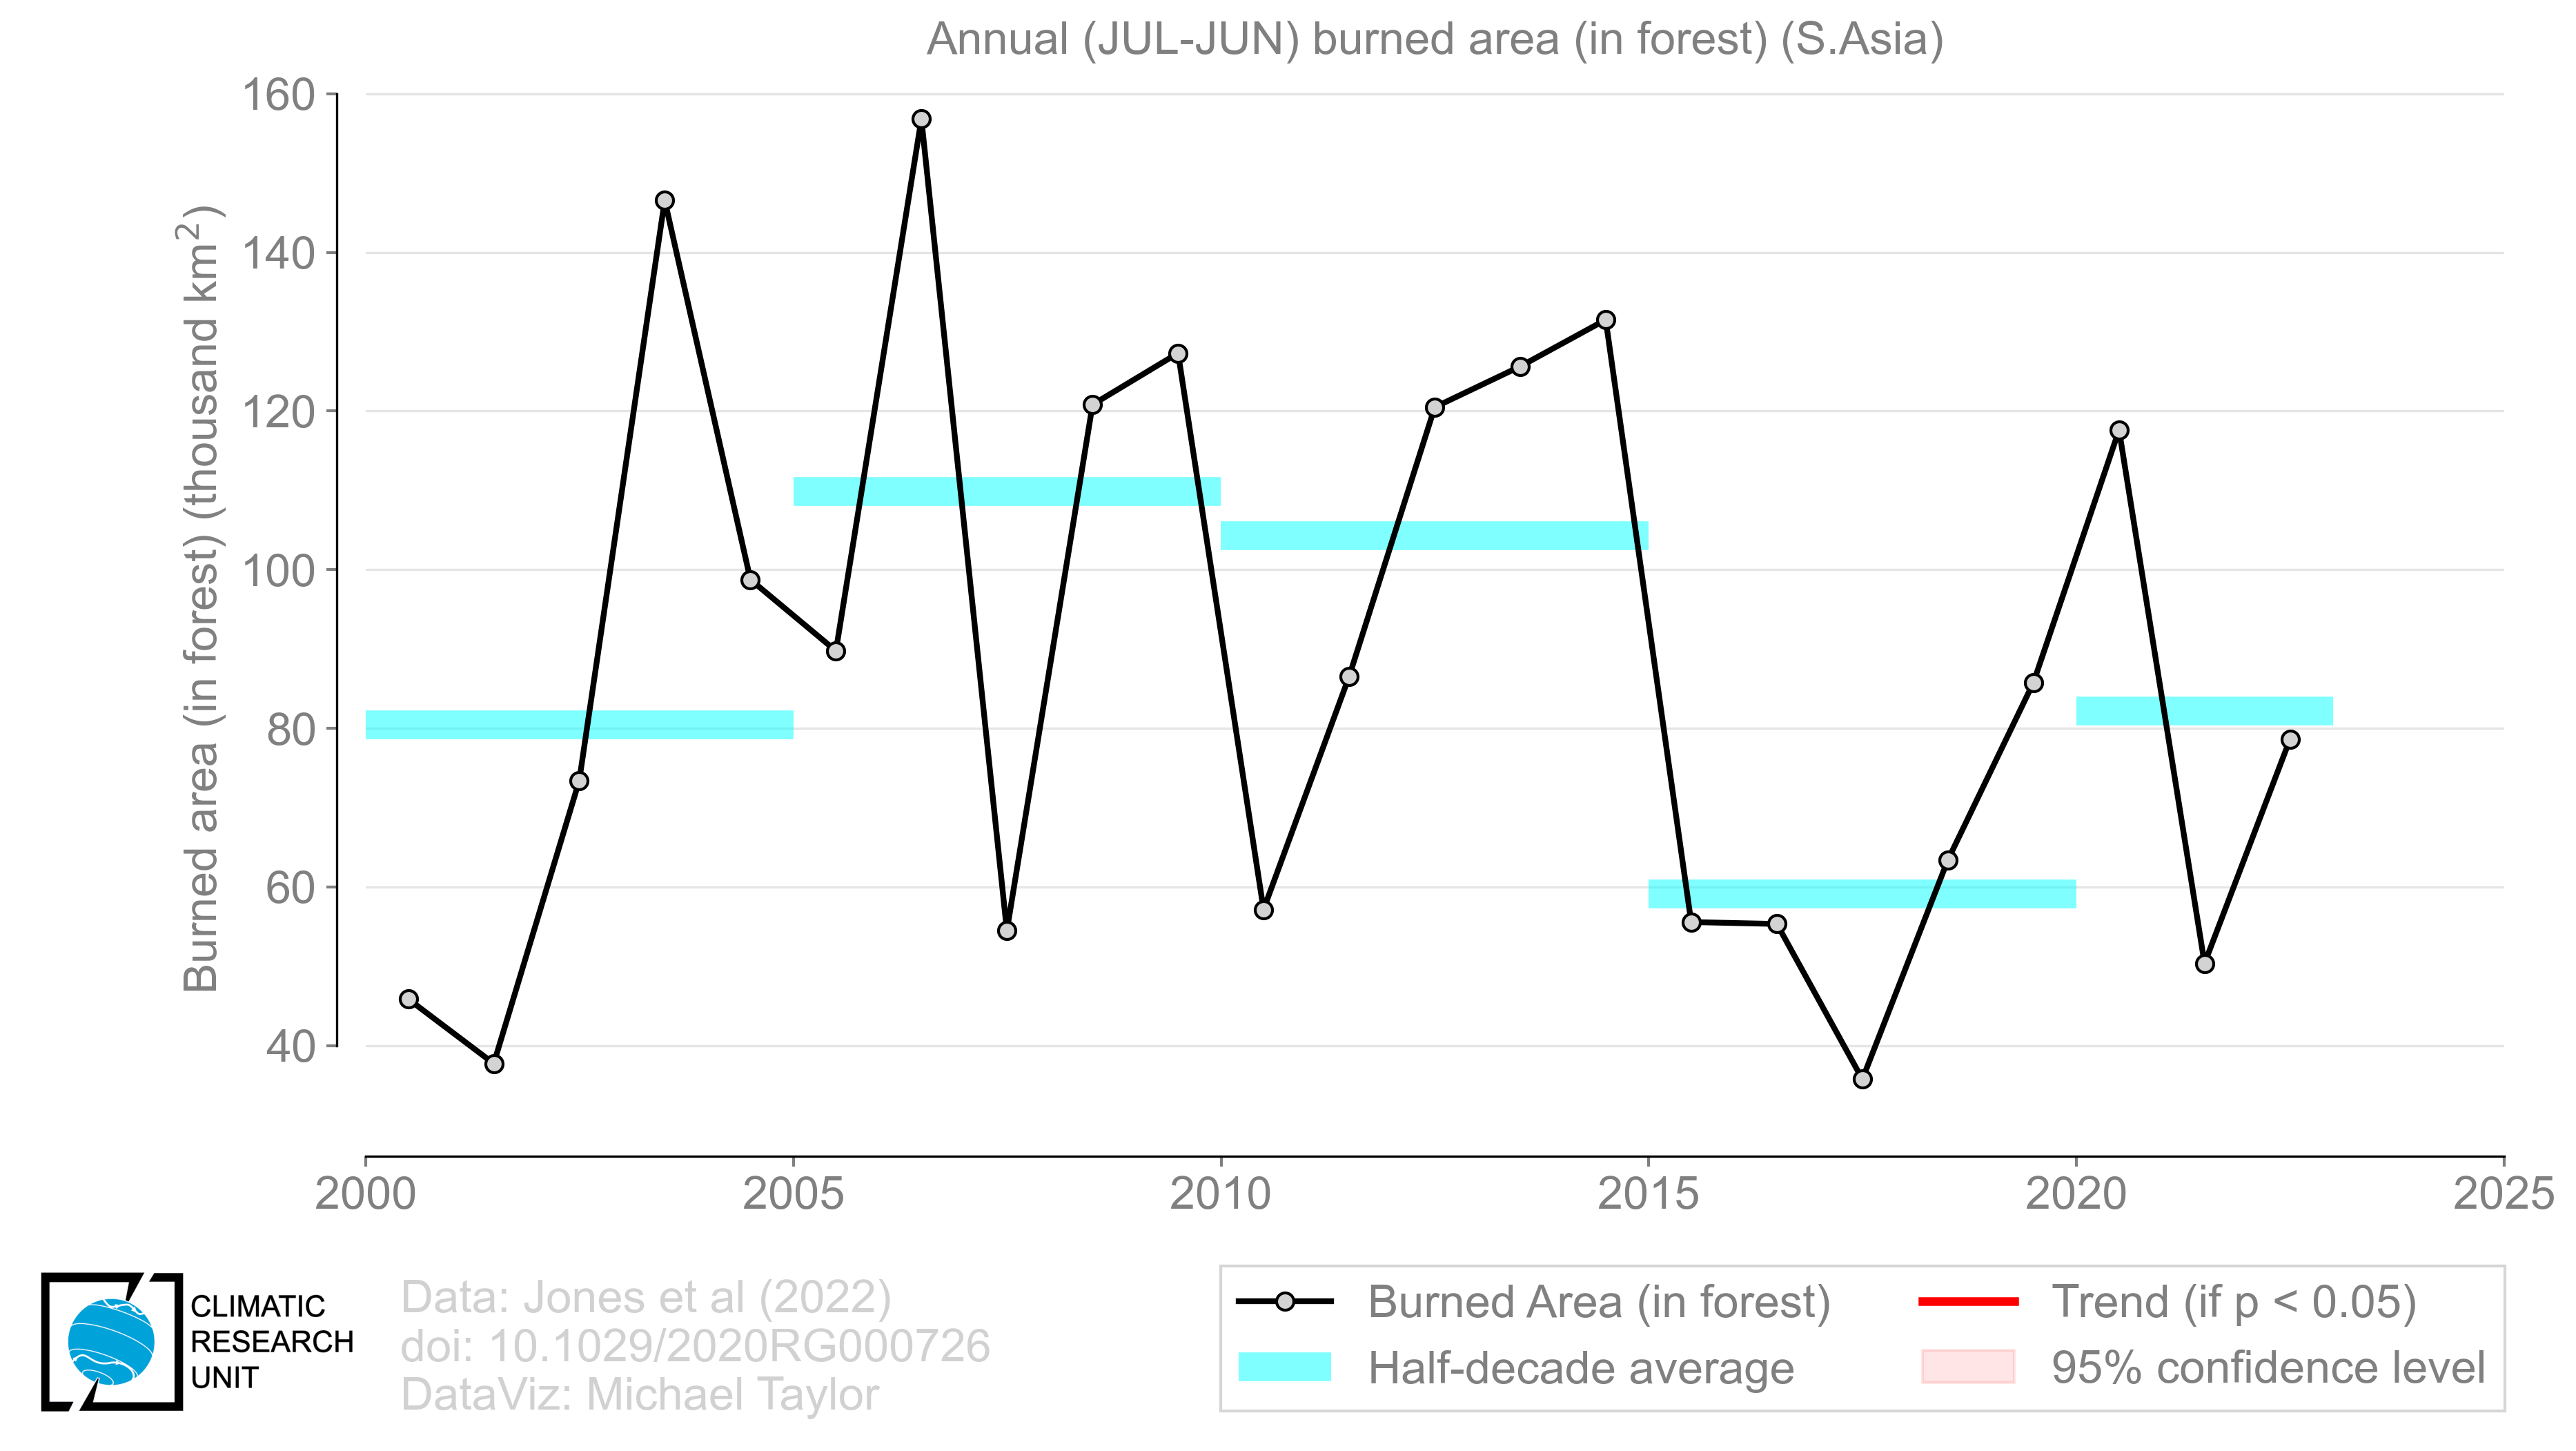 Annual (JUL-JUN) burned area (in forest) (S.Asia)
Burned area (in forest) (thousand km²)
160
140
120
100
80
60
40
2000 2005 2010 2015 2020 2025
CLIMATIC
RESEARCH
UNIT
Data: Jones et al (2022)
doi: 10.1029/2020RG000726
DataViz: Michael Taylor
Burned Area (in forest) Trend (if p < 0.05)
Half-decade average 95% confidence level